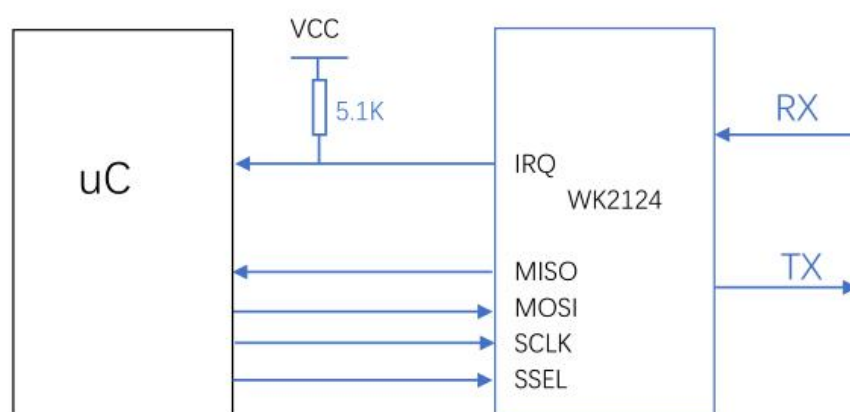 VCC
5.1K
RX
uC
IRQ
WK2124
TX
MISO
MOSI
SCLK
SSEL